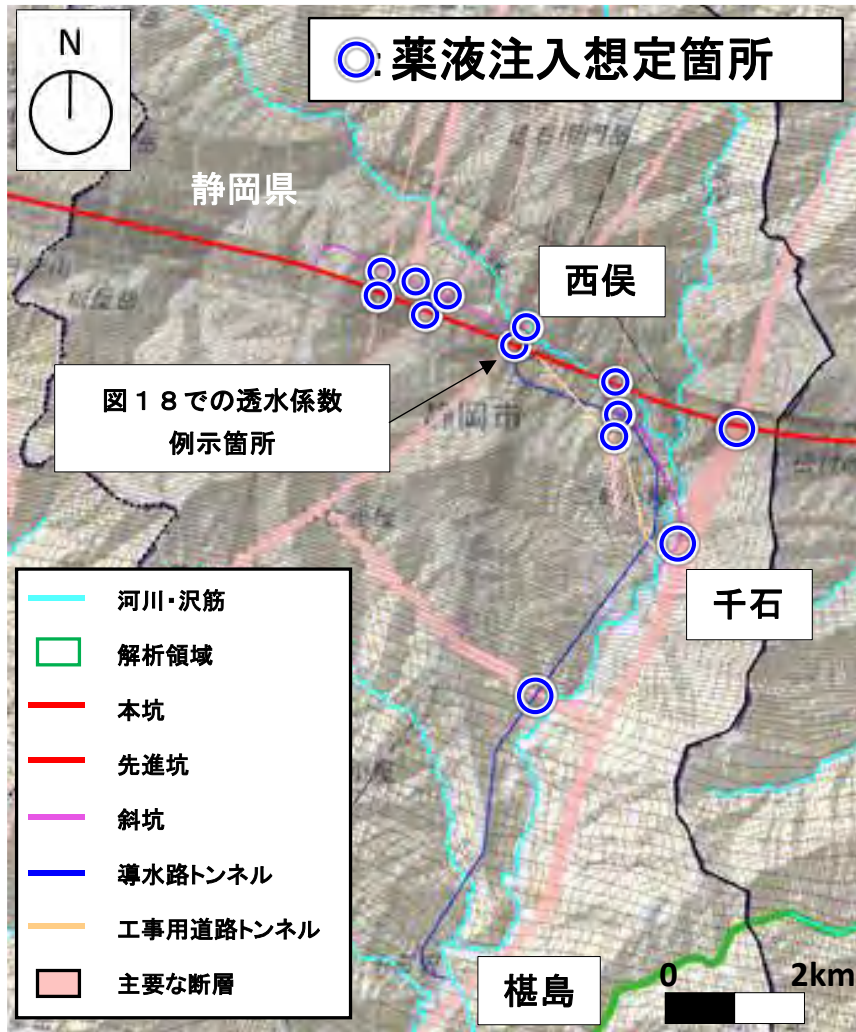 N
○:薬液注入想定箇所
静岡県
西俣
図18での透水係数
例示箇所
静岡市
千石
河川・沢筋
解析領域
本坑
先進坑
斜坑
導水路トンネル
工事用道路トンネル
主要な断層
椹島
0 2km